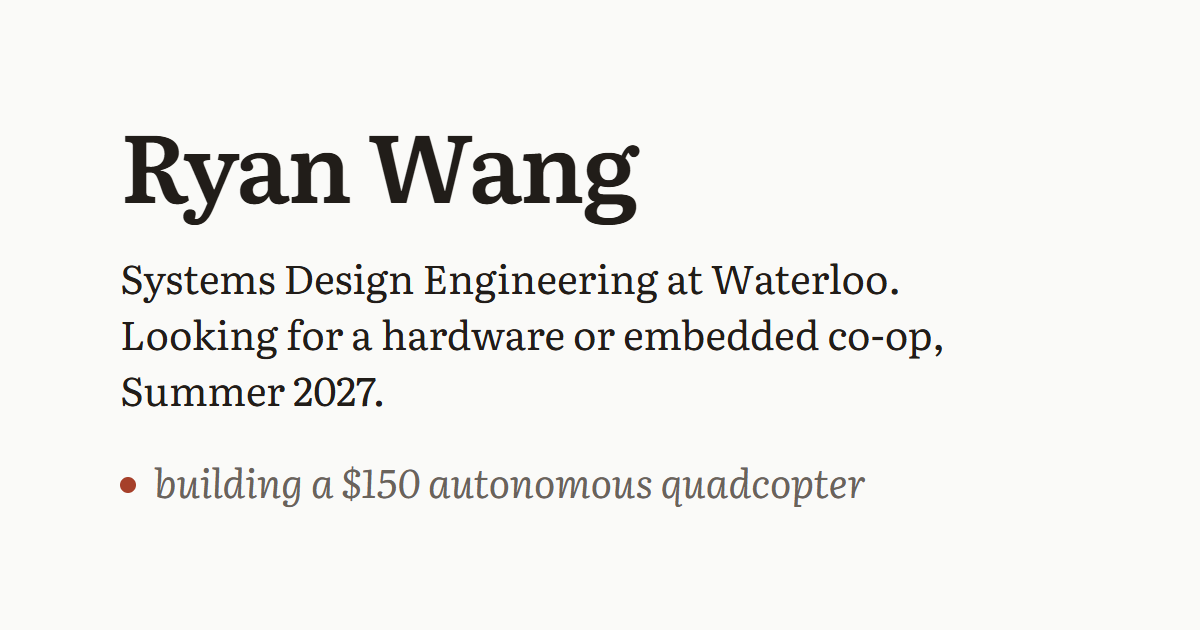 Ryan Wang
Systems Design Engineering at Waterloo.
Looking for a hardware or embedded co-op,
Summer 2027.
building a $150 autonomous quadcopter